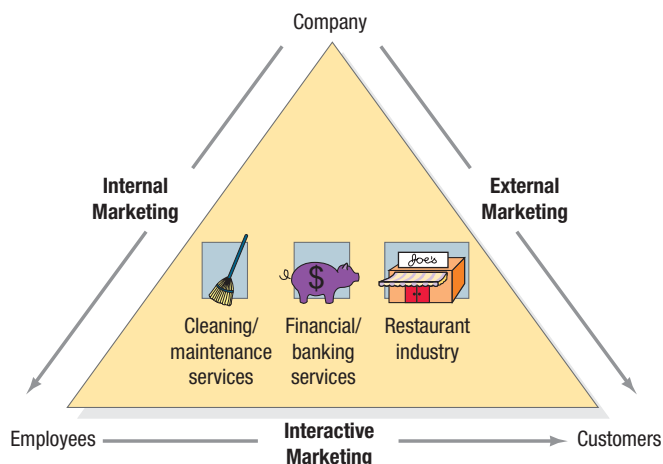 Company
Internal
Marketing
External
Marketing
Joe's
$
Cleaning/
maintenance
services
Financial/
banking
services
Restaurant
industry
Employees
Interactive
Marketing
Customers